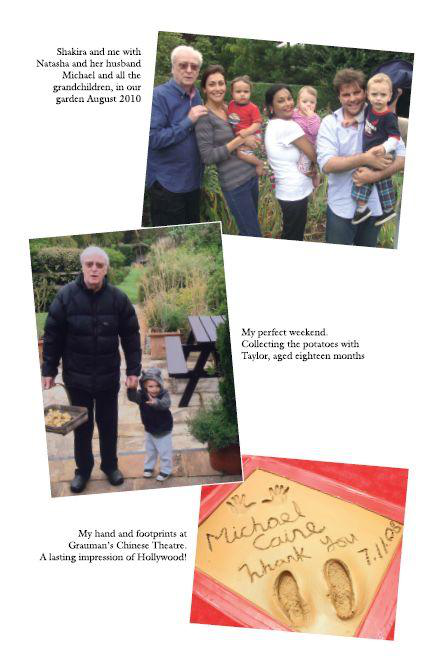 Shakira and me with
Natasha and her husband
Michael and all the
grandchildren, in our
garden August 2010
My perfect weekend.
Collecting the potatoes with
Taylor, aged eighteen months
My hand and footprints at
Grauman's Chinese Theatre.
A lasting impression of Hollywood!
Michael
Caine
Thank you
7.11.08